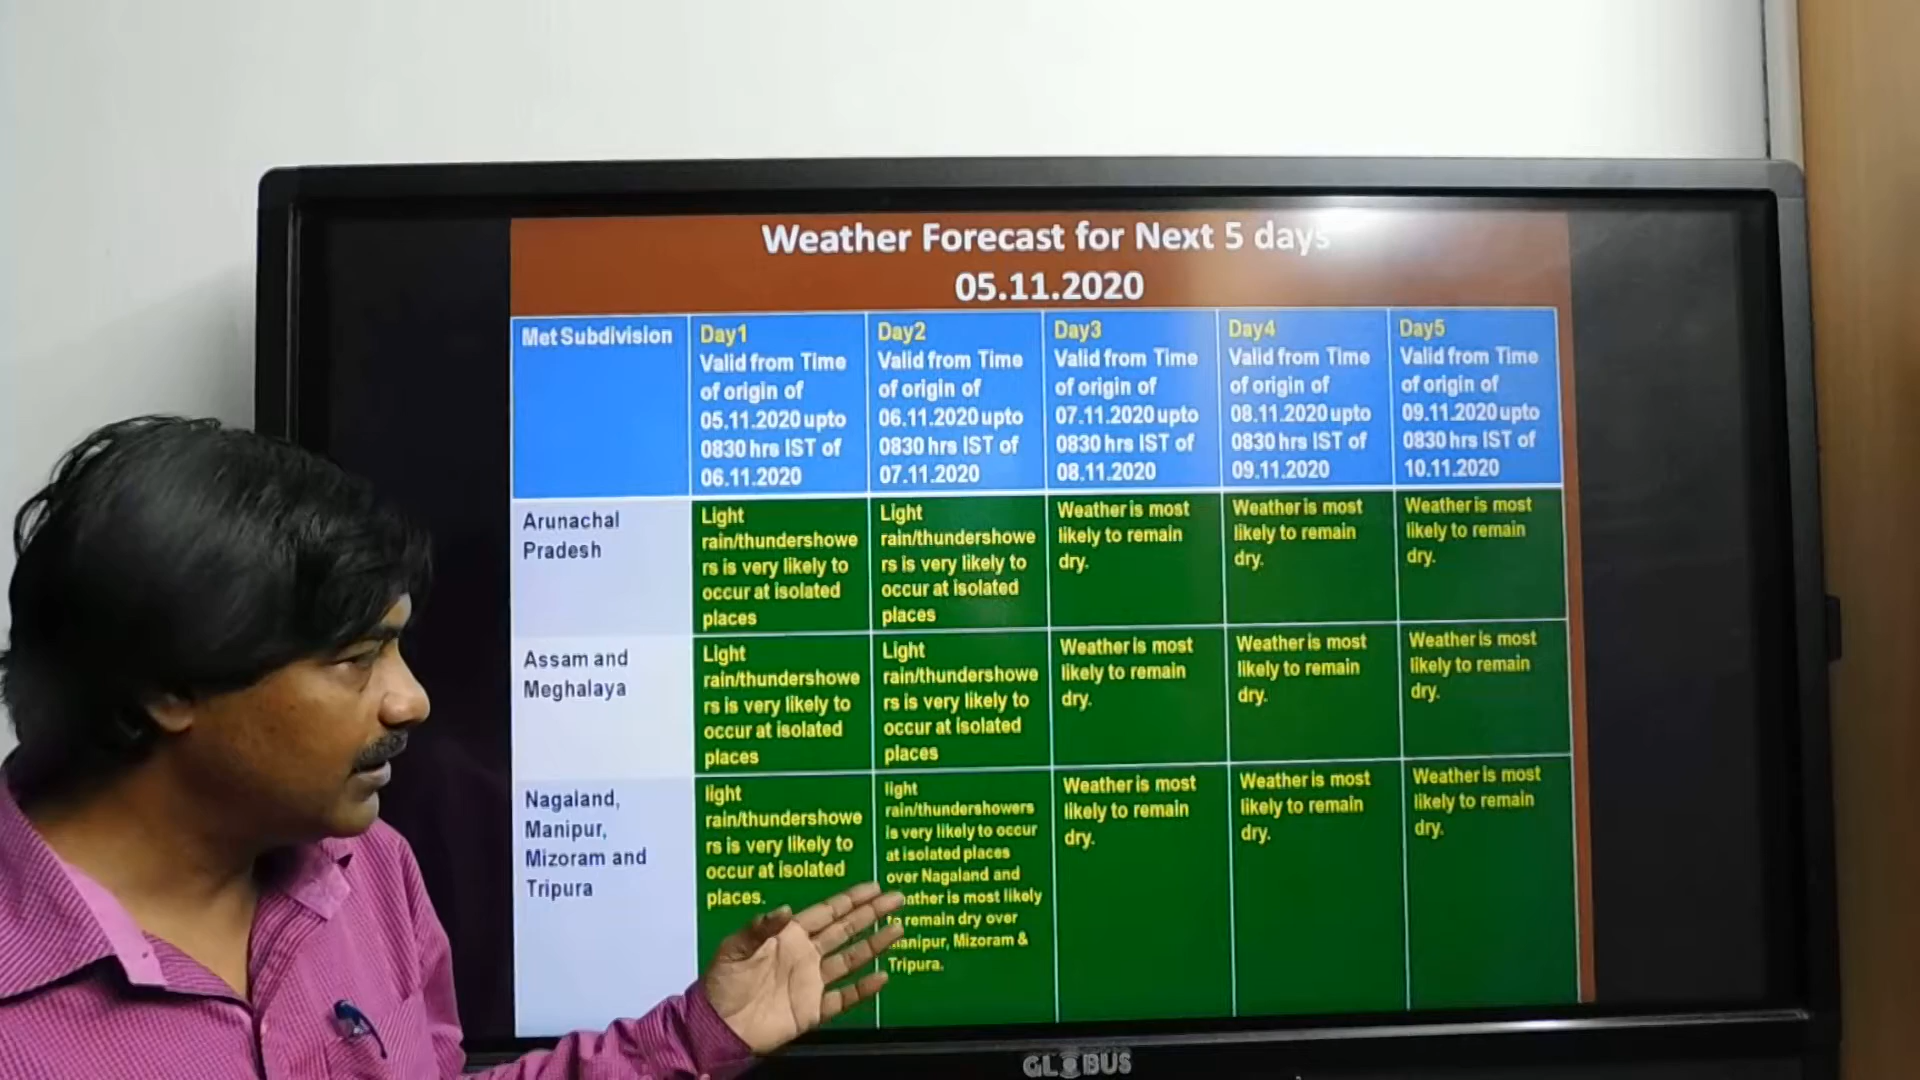 Weather Forecast for Next 5 days
05.11.2020
Met Subdivision
Day1
Valid from Time
of origin of
05.11.2020 upto
0830 hrs IST of
06.11.2020
Day2
Valid from Time
of origin of
06.11.2020 upto
0830 hrs IST of
07.11.2020
Day3
Valid from Time
of origin of
07.11.2020 upto
0830 hrs IST of
08.11.2020
Day4
Valid from Time
of origin of
08.11.2020 upto
0830 hrs IST of
09.11.2020
Day5
Valid from Time
of origin of
09.11.2020 upto
0830 hrs IST of
10.11.2020
Arunachal
Pradesh
Light
rain/thundershowe
rs is very likely to
occur at isolated
places
Light
rain/thundershowe
rs is very likely to
occur at isolated
places
Weather is most
likely to remain
dry.
Weather is most
likely to remain
dry.
Weather is most
likely to remain
dry.
Assam and
Meghalaya
Light
rain/thundershowe
rs is very likely to
occur at isolated
places
Light
rain/thundershowe
rs is very likely to
occur at isolated
places
Weather is most
likely to remain
dry.
Weather is most
likely to remain
dry.
Weather is most
likely to remain
dry.
Nagaland,
Manipur,
Mizoram and
Tripura
light
rain/thundershowe
rs is very likely to
occur at isolated
places.
light
rain/thundershowers
is very likely to occur
at isolated places
over Nagaland and
weather is most likely
to remain dry over
Manipur, Mizoram &
Tripura.
Weather is most
likely to remain
dry.
Weather is most
likely to remain
dry.
Weather is most
likely to remain
dry.
GLOBUS